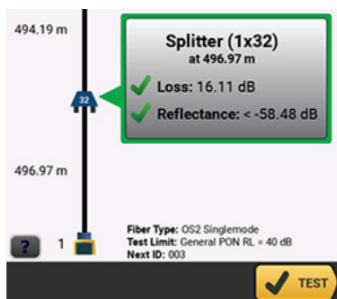 494.19 m
Splitter (1x32)
at 496.97 m
Loss: 16.11 dB
Reflectance: < -58.48 dB
32
496.97 m
Fiber Type: OS2 Singlemode
Test Limit: General PON RL = 40 dB
Next ID: 003
? 1
TEST